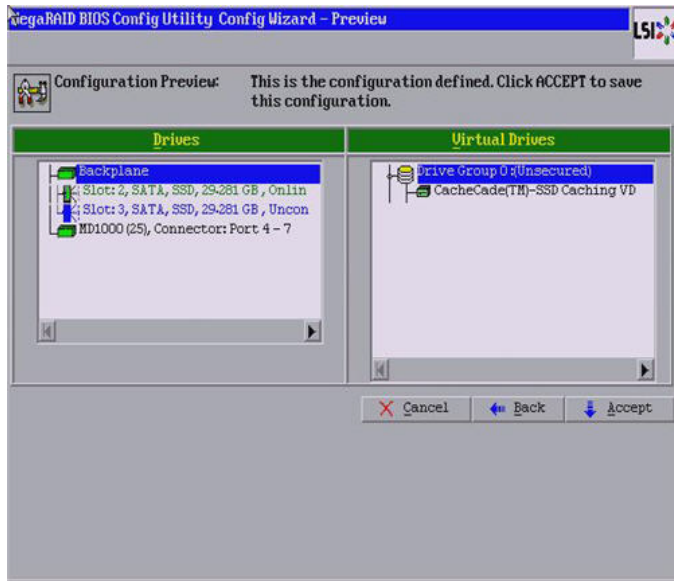 MegaRAID BIOS Config Utility Config Wizard – Preview
LSI
Configuration Preview: This is the configuration defined. Click ACCEPT to save
this configuration.
Drives
Backplane
Slot: 2, SATA, SSD, 29.281 GB, Onlin
Slot: 3, SATA, SSD, 29.281 GB, Uncon
MD1000 (25), Connector: Port 4 - 7
Virtual Drives
Drive Group 0:(Unsecured)
CacheCade(TM)-SSD Caching VD
Cancel
Back
Accept